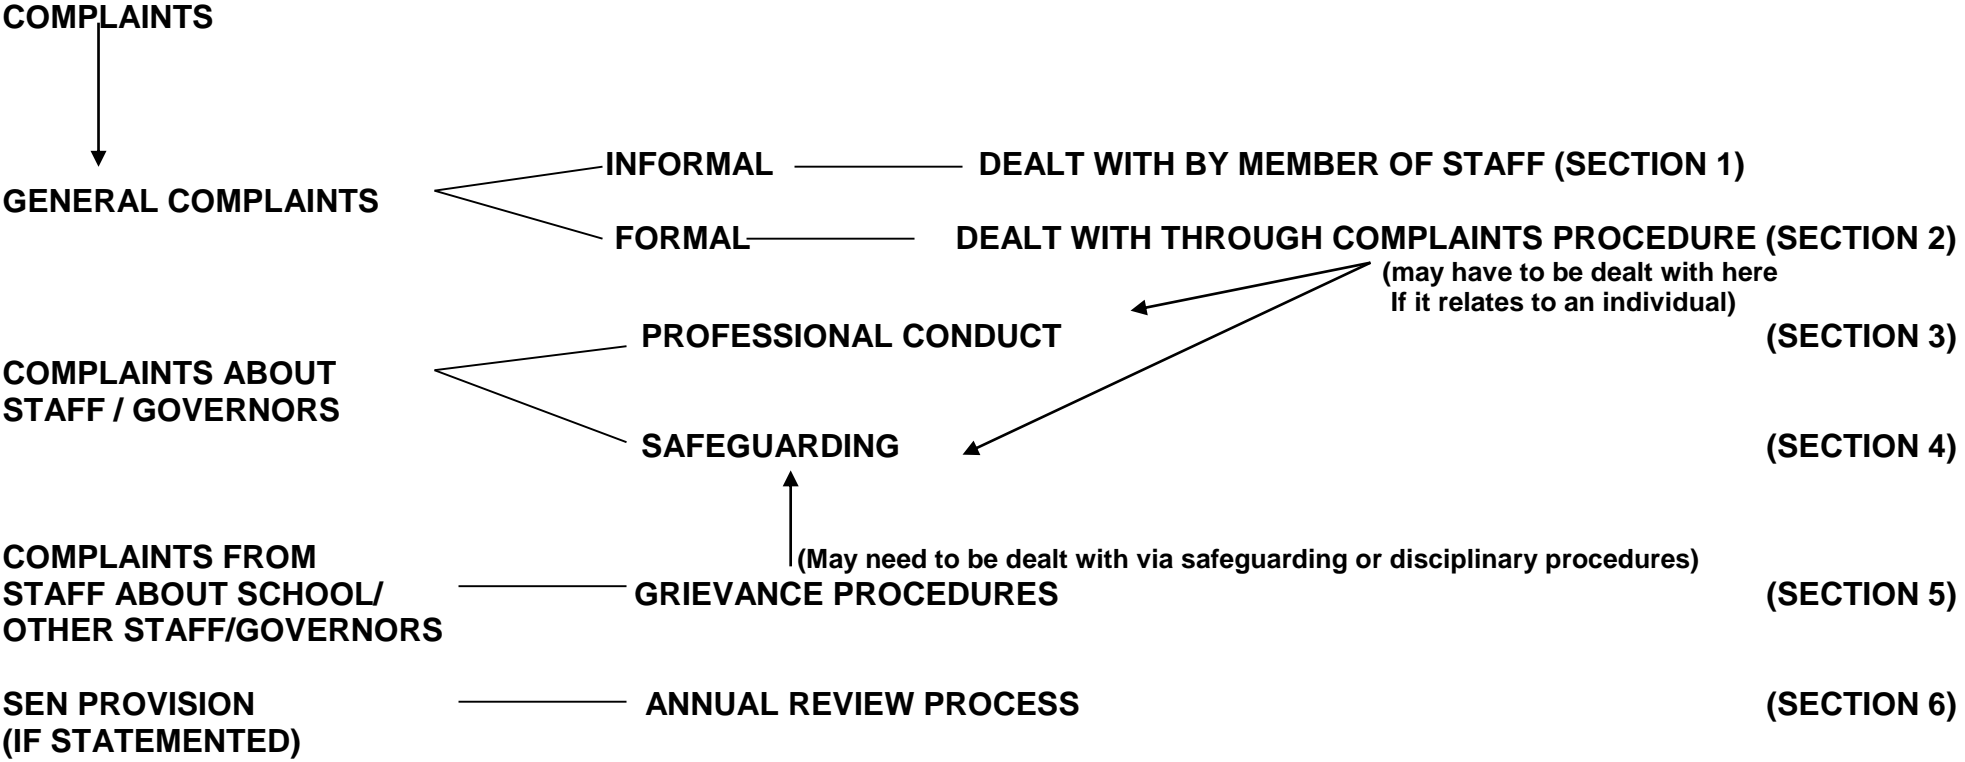 COMPLAINTS
INFORMAL DEALT WITH BY MEMBER OF STAFF (SECTION 1)
GENERAL COMPLAINTS
FORMAL DEALT WITH THROUGH COMPLAINTS PROCEDURE (SECTION 2)
(may have to be dealt with here
If it relates to an individual)
PROFESSIONAL CONDUCT (SECTION 3)
COMPLAINTS ABOUT
STAFF / GOVERNORS
SAFEGUARDING (SECTION 4)
COMPLAINTS FROM (May need to be dealt with via safeguarding or disciplinary procedures)
STAFF ABOUT SCHOOL/ GRIEVANCE PROCEDURES (SECTION 5)
OTHER STAFF/GOVERNORS
SEN PROVISION ANNUAL REVIEW PROCESS (SECTION 6)
(IF STATEMENTED)